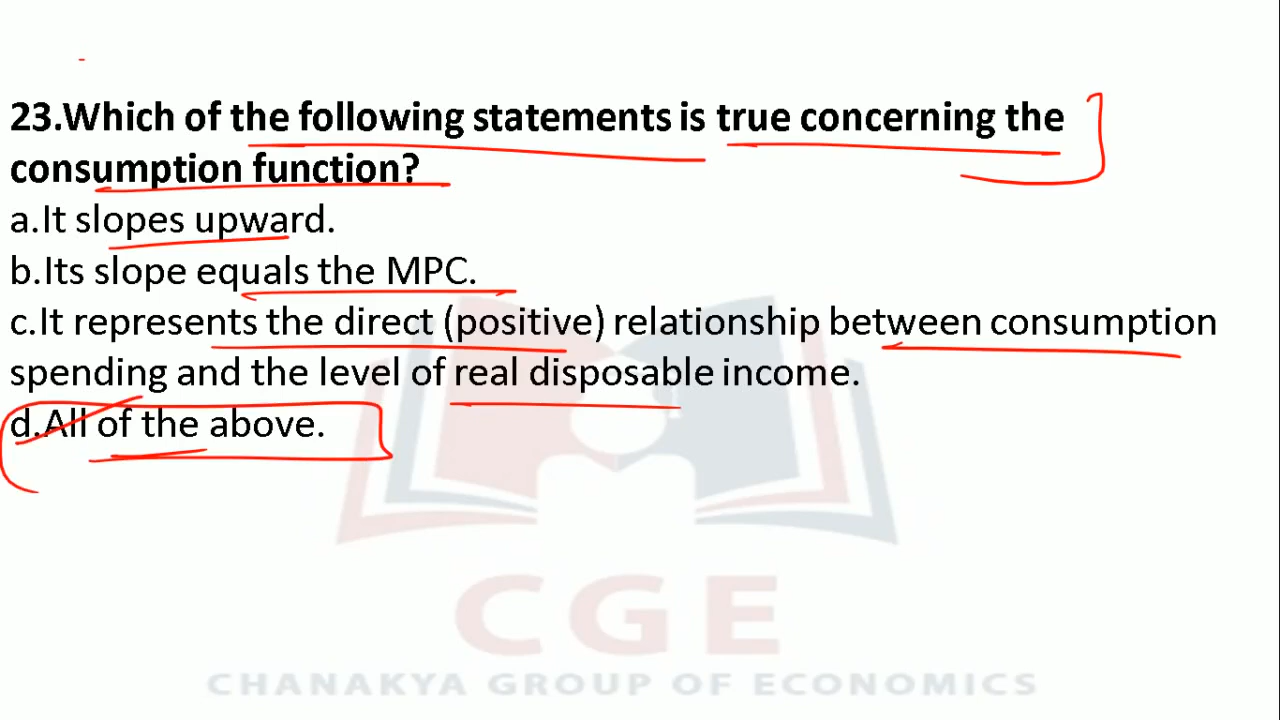 23.Which of the following statements is true concerning the
consumption function?
a.It slopes upward.
b.Its slope equals the MPC.
c.It represents the direct (positive) relationship between consumption
spending and the level of real disposable income.
d.All of the above.
CGE
CHANAKYA GROUP OF ECONOMICS